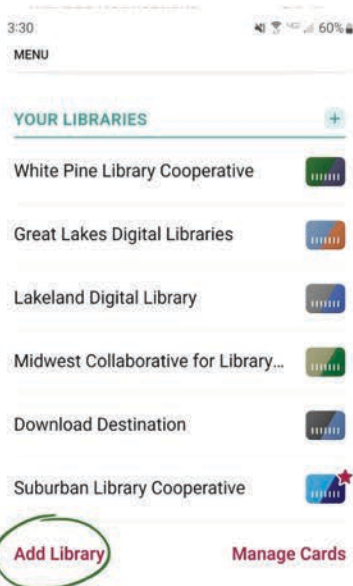 3:30 60%
MENU
YOUR LIBRARIES +
White Pine Library Cooperative
Great Lakes Digital Libraries
Lakeland Digital Library
Midwest Collaborative for Library...
Download Destination
Suburban Library Cooperative
Add Library Manage Cards